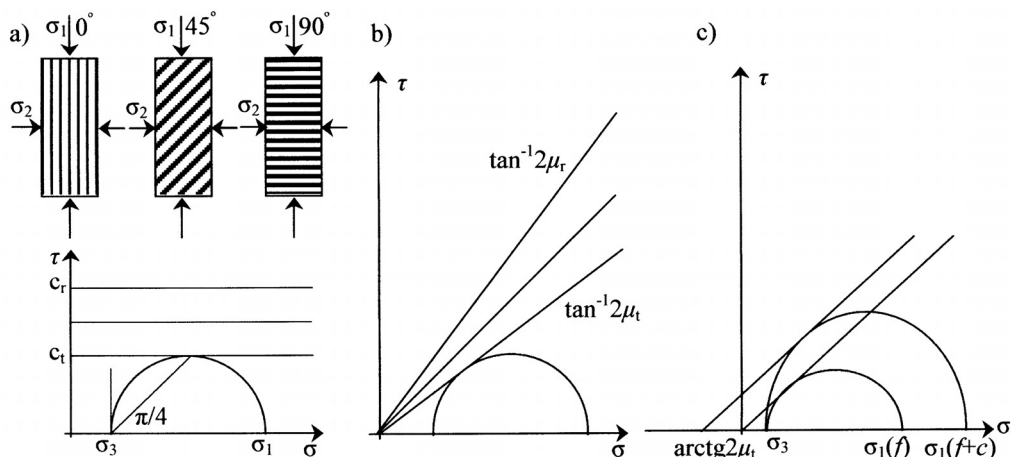 a)
σ₁ 0°
σ₁ 45°
σ₁ 90°
σ₂
σ₂
σ₂
τ
cᵣ
cₜ
π/4
σ₃
σ₁
σ
b)
τ
tan⁻¹2μᵣ
tan⁻¹2μₜ
σ
c)
τ
σ
arctg2μₜ
σ₃
σ₁(f)
σ₁(f+c)